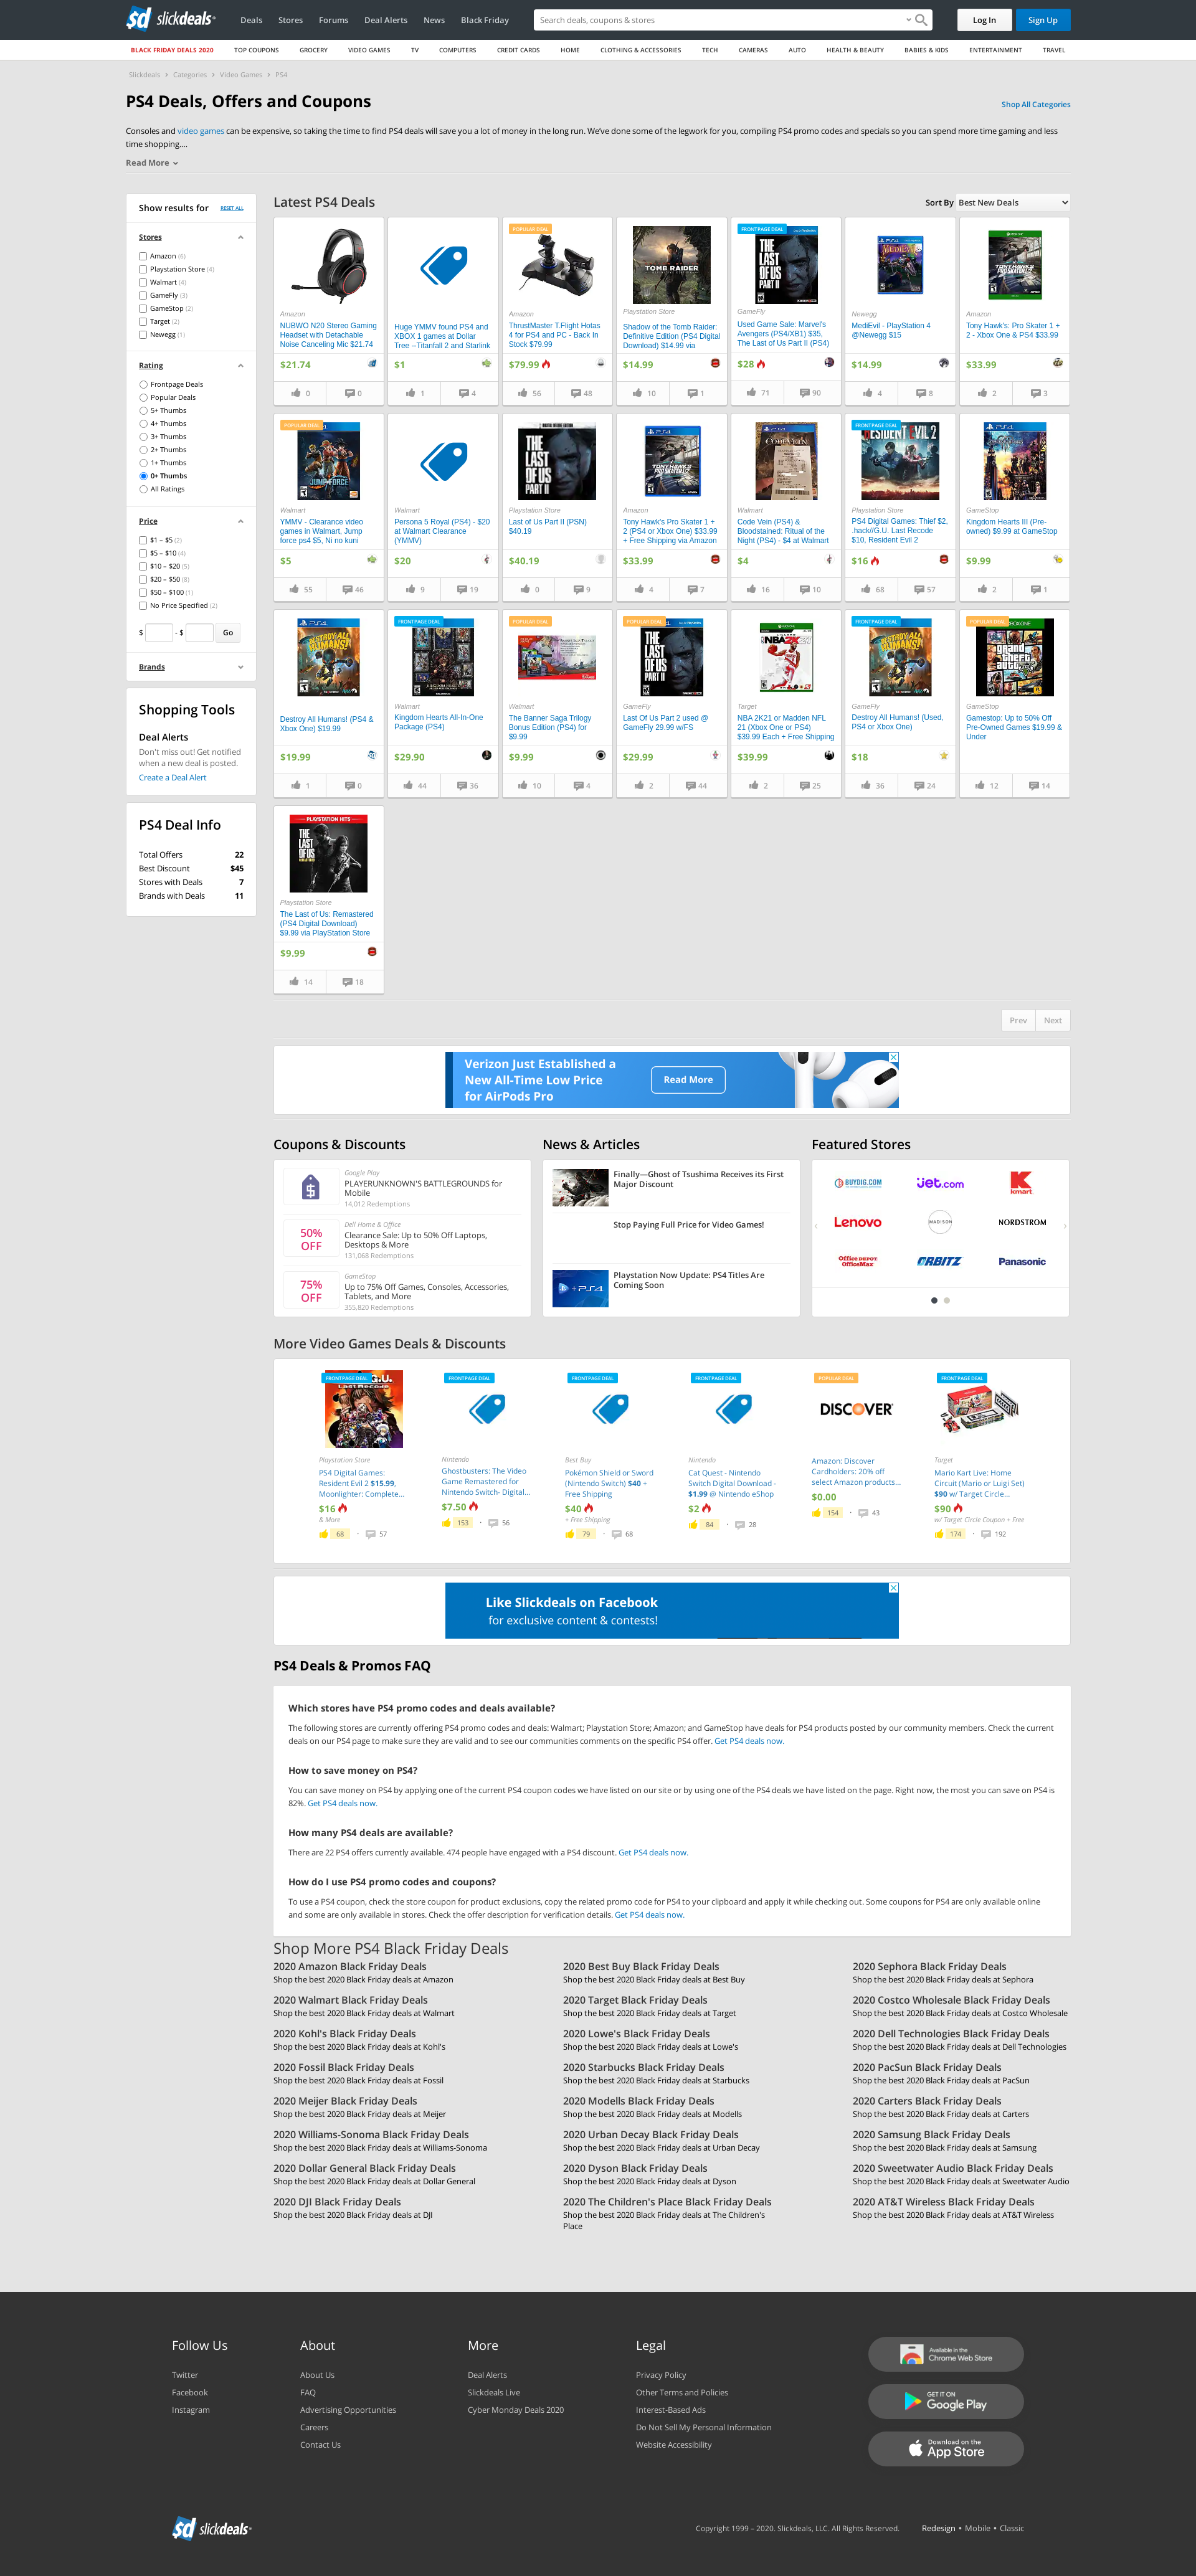 slickdeals
Deals Stores Forums Deal Alerts News Black Friday
Search deals, coupons & stores
Log In Sign Up
BLACK FRIDAY DEALS 2020 TOP COUPONS GROCERY VIDEO GAMES TV COMPUTERS CREDIT CARDS HOME CLOTHING & ACCESSORIES TECH CAMERAS AUTO HEALTH & BEAUTY BABIES & KIDS ENTERTAINMENT TRAVEL
Slickdeals > Categories > Video Games > PS4
PS4 Deals, Offers and Coupons
Shop All Categories
Consoles and video games can be expensive, so taking the time to find PS4 deals will save you a lot of money in the long run. We've done some of the legwork for you, compiling PS4 promo codes and specials so you can spend more time gaming and less
time shopping....
Read More
Show results for RESET ALL
Stores
Amazon (6)
Playstation Store (4)
Walmart (4)
GameFly (3)
GameStop (2)
Target (2)
Newegg (1)
Rating
Frontpage Deals
Popular Deals
5+ Thumbs
4+ Thumbs
3+ Thumbs
2+ Thumbs
1+ Thumbs
0+ Thumbs
All Ratings
Price
$1 – $5 (2)
$5 – $10 (4)
$10 – $20 (5)
$20 – $50 (8)
$50 – $100 (1)
No Price Specified (2)
$ - $ Go
Brands
Shopping Tools
Deal Alerts
Don't miss out! Get notified
when a new deal is posted.
Create a Deal Alert
PS4 Deal Info
Total Offers 22
Best Discount $45
Stores with Deals 7
Brands with Deals 11
Latest PS4 Deals
Sort By Best New Deals
Amazon
NUBWO N20 Stereo Gaming
Headset with Detachable
Noise Canceling Mic $21.74
$21.74
0 0
Huge YMMV found PS4 and
XBOX 1 games at Dollar
Tree --Titanfall 2 and Starlink
$1
1 4
POPULAR DEAL
Amazon
ThrustMaster T.Flight Hotas
4 for PS4 and PC - Back In
Stock $79.99
$79.99
56 48
TOMB RAIDER
Playstation Store
Shadow of the Tomb Raider:
Definitive Edition (PS4 Digital
Download) $14.99 via
$14.99
10 1
FRONTPAGE DEAL
THE LAST OF US PART II
GameFly
Used Game Sale: Marvel's
Avengers (PS4/XB1) $35,
The Last of Us Part II (PS4)
$28
71 90
Newegg
MediEvil - PlayStation 4
@Newegg $15
$14.99
4 8
Amazon
Tony Hawk's: Pro Skater 1 +
2 - Xbox One & PS4 $33.99
$33.99
2 3
POPULAR DEAL
JUMP FORCE
Walmart
YMMV - Clearance video
games in Walmart, Jump
force ps4 $5, Ni no kuni
$5
55 46
Walmart
Persona 5 Royal (PS4) - $20
at Walmart Clearance
(YMMV)
$20
9 19
THE LAST OF US PART II
Playstation Store
Last of Us Part II (PSN)
$40.19
$40.19
0 9
Amazon
Tony Hawk's Pro Skater 1 +
2 (PS4 or Xbox One) $33.99
+ Free Shipping via Amazon
$33.99
4 7
CODE VEIN
Walmart
Code Vein (PS4) &
Bloodstained: Ritual of the
Night (PS4) - $4 at Walmart
$4
16 10
FRONTPAGE DEAL
RESIDENT EVIL 2
Playstation Store
PS4 Digital Games: Thief $2,
.hack//G.U. Last Recode
$10, Resident Evil 2
$16
68 57
GameStop
Kingdom Hearts III (Pre-
owned) $9.99 at GameStop
$9.99
2 1
DESTROY ALL HUMANS!
Destroy All Humans! (PS4 &
Xbox One) $19.99
$19.99
1 0
FRONTPAGE DEAL
Walmart
Kingdom Hearts All-In-One
Package (PS4)
$29.90
44 36
POPULAR DEAL
Walmart
The Banner Saga Trilogy
Bonus Edition (PS4) for
$9.99
$9.99
10 4
POPULAR DEAL
THE LAST OF US PART II
GameFly
Last Of Us Part 2 used @
GameFly 29.99 w/FS
$29.99
2 44
NBA 2K21
Target
NBA 2K21 or Madden NFL
21 (Xbox One or PS4)
$39.99 Each + Free Shipping
$39.99
2 25
FRONTPAGE DEAL
DESTROY ALL HUMANS!
GameFly
Destroy All Humans! (Used,
PS4 or Xbox One)
$18
36 24
POPULAR DEAL
grand theft auto V
GameStop
Gamestop: Up to 50% Off
Pre-Owned Games $19.99 &
Under
12 14
PLAYSTATION HITS
THE LAST OF US
Playstation Store
The Last of Us: Remastered
(PS4 Digital Download)
$9.99 via PlayStation Store
$9.99
14 18
Prev Next
Verizon Just Established a
New All-Time Low Price
for AirPods Pro
Read More
Coupons & Discounts
Google Play
PLAYERUNKNOWN'S BATTLEGROUNDS for
Mobile
14,012 Redemptions
50%
OFF
Dell Home & Office
Clearance Sale: Up to 50% Off Laptops,
Desktops & More
131,068 Redemptions
75%
OFF
GameStop
Up to 75% Off Games, Consoles, Accessories,
Tablets, and More
355,820 Redemptions
News & Articles
Finally—Ghost of Tsushima Receives its First
Major Discount
Stop Paying Full Price for Video Games!
+PS4
Playstation Now Update: PS4 Titles Are
Coming Soon
Featured Stores
BUYDIG.COM jet.com kmart
Lenovo MADISON NORDSTROM
Office DEPOT OfficeMax ORBITZ Panasonic
More Video Games Deals & Discounts
FRONTPAGE DEAL
Playstation Store
PS4 Digital Games:
Resident Evil 2 $15.99,
Moonlighter: Complete...
$16
& More
68 57
FRONTPAGE DEAL
Nintendo
Ghostbusters: The Video
Game Remastered for
Nintendo Switch- Digital...
$7.50
153 56
FRONTPAGE DEAL
Best Buy
Pokémon Shield or Sword
(Nintendo Switch) $40 +
Free Shipping
$40
+ Free Shipping
79 68
FRONTPAGE DEAL
Nintendo
Cat Quest - Nintendo
Switch Digital Download -
$1.99 @ Nintendo eShop
$2
84 28
POPULAR DEAL
DISCOVER
Amazon: Discover
Cardholders: 20% off
select Amazon products...
$0.00
154 43
FRONTPAGE DEAL
Target
Mario Kart Live: Home
Circuit (Mario or Luigi Set)
$90 w/ Target Circle...
$90
w/ Target Circle Coupon + Free
174 192
Like Slickdeals on Facebook
for exclusive content & contests!
PS4 Deals & Promos FAQ
Which stores have PS4 promo codes and deals available?
The following stores are currently offering PS4 promo codes and deals: Walmart; Playstation Store; Amazon; and GameStop have deals for PS4 products posted by our community members. Check the current
deals on our PS4 page to make sure they are valid and to see our communities comments on the specific PS4 offer. Get PS4 deals now.
How to save money on PS4?
You can save money on PS4 by applying one of the current PS4 coupon codes we have listed on our site or by using one of the PS4 deals we have listed on the page. Right now, the most you can save on PS4 is
82%. Get PS4 deals now.
How many PS4 deals are available?
There are 22 PS4 offers currently available. 474 people have engaged with a PS4 discount. Get PS4 deals now.
How do I use PS4 promo codes and coupons?
To use a PS4 coupon, check the store coupon for product exclusions, copy the related promo code for PS4 to your clipboard and apply it while checking out. Some coupons for PS4 are only available online
and some are only available in stores. Check the offer description for verification details. Get PS4 deals now.
Shop More PS4 Black Friday Deals
2020 Amazon Black Friday Deals
Shop the best 2020 Black Friday deals at Amazon
2020 Best Buy Black Friday Deals
Shop the best 2020 Black Friday deals at Best Buy
2020 Sephora Black Friday Deals
Shop the best 2020 Black Friday deals at Sephora
2020 Walmart Black Friday Deals
Shop the best 2020 Black Friday deals at Walmart
2020 Target Black Friday Deals
Shop the best 2020 Black Friday deals at Target
2020 Costco Wholesale Black Friday Deals
Shop the best 2020 Black Friday deals at Costco Wholesale
2020 Kohl's Black Friday Deals
Shop the best 2020 Black Friday deals at Kohl's
2020 Lowe's Black Friday Deals
Shop the best 2020 Black Friday deals at Lowe's
2020 Dell Technologies Black Friday Deals
Shop the best 2020 Black Friday deals at Dell Technologies
2020 Fossil Black Friday Deals
Shop the best 2020 Black Friday deals at Fossil
2020 Starbucks Black Friday Deals
Shop the best 2020 Black Friday deals at Starbucks
2020 PacSun Black Friday Deals
Shop the best 2020 Black Friday deals at PacSun
2020 Meijer Black Friday Deals
Shop the best 2020 Black Friday deals at Meijer
2020 Modells Black Friday Deals
Shop the best 2020 Black Friday deals at Modells
2020 Carters Black Friday Deals
Shop the best 2020 Black Friday deals at Carters
2020 Williams-Sonoma Black Friday Deals
Shop the best 2020 Black Friday deals at Williams-Sonoma
2020 Urban Decay Black Friday Deals
Shop the best 2020 Black Friday deals at Urban Decay
2020 Samsung Black Friday Deals
Shop the best 2020 Black Friday deals at Samsung
2020 Dollar General Black Friday Deals
Shop the best 2020 Black Friday deals at Dollar General
2020 Dyson Black Friday Deals
Shop the best 2020 Black Friday deals at Dyson
2020 Sweetwater Audio Black Friday Deals
Shop the best 2020 Black Friday deals at Sweetwater Audio
2020 DJI Black Friday Deals
Shop the best 2020 Black Friday deals at DJI
2020 The Children's Place Black Friday Deals
Shop the best 2020 Black Friday deals at The Children's
Place
2020 AT&T Wireless Black Friday Deals
Shop the best 2020 Black Friday deals at AT&T Wireless
Follow Us
Twitter
Facebook
Instagram
About
About Us
FAQ
Advertising Opportunities
Careers
Contact Us
More
Deal Alerts
Slickdeals Live
Cyber Monday Deals 2020
Legal
Privacy Policy
Other Terms and Policies
Interest-Based Ads
Do Not Sell My Personal Information
Website Accessibility
Available in the
Chrome Web Store
GET IT ON
Google Play
Download on the
App Store
slickdeals
Copyright 1999 – 2020. Slickdeals, LLC. All Rights Reserved. Redesign • Mobile • Classic